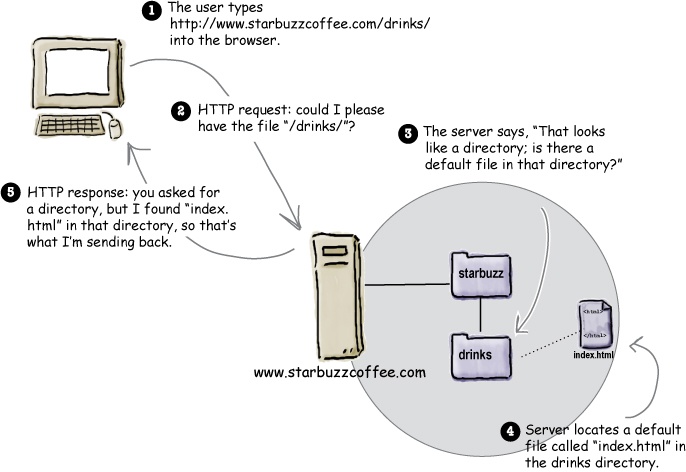 1 The user types
http://www.starbuzzcoffee.com/drinks/
into the browser.
2 HTTP request: could I please
have the file “/drinks/”?
3 The server says, “That looks
like a directory; is there a
default file in that directory?”
5 HTTP response: you asked for
a directory, but I found “index.
html” in that directory, so that’s
what I’m sending back.
starbuzz
<html>
</html>
drinks
index.html
www.starbuzzcoffee.com
4 Server locates a default
file called “index.html” in
the drinks directory.